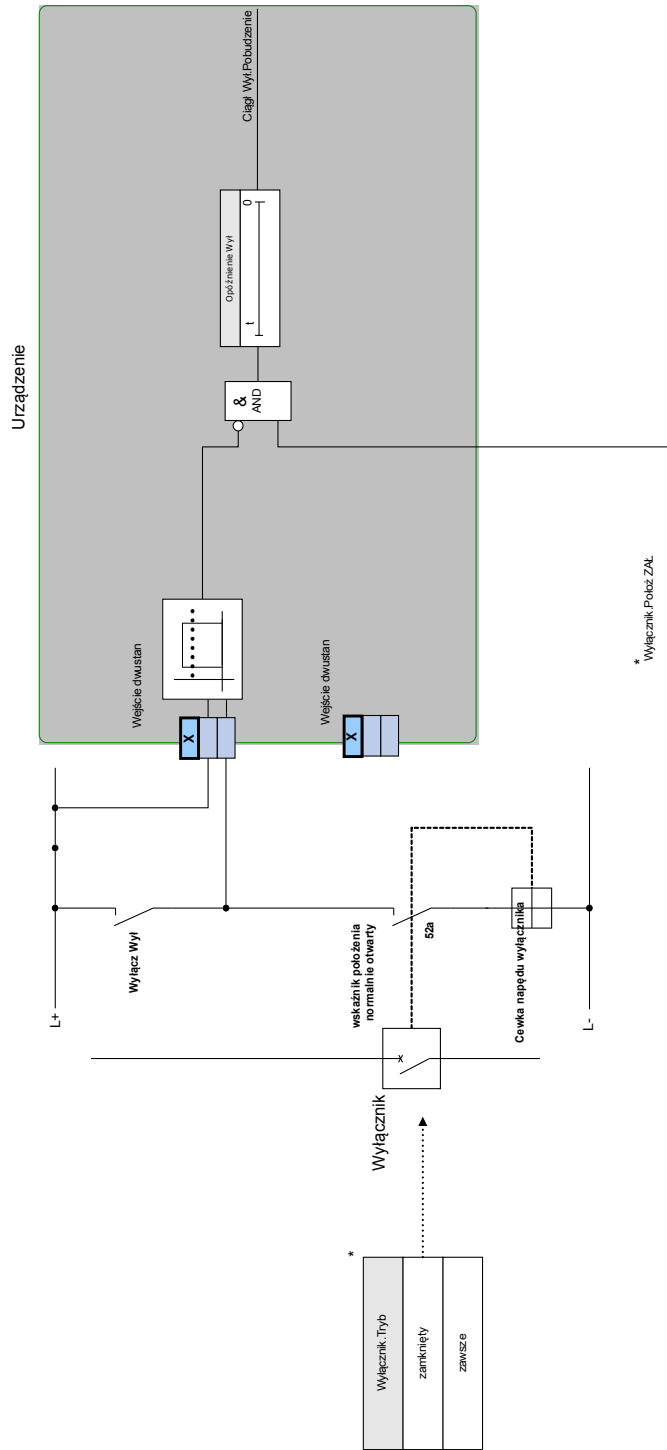 Urządzenie
Ciągł Wył.Pobudzenie
Opóźnienie Wył
t
0
&
AND
Wejście dwustan
X
Wejście dwustan
X
*
Wyłącznik.Położ ZAŁ
L+
Wyłącz Wył
wskaźnik położenia
normalnie otwarty
52a
Cewka napędu wyłącznika
L-
Wyłącznik
*
Wyłącznik.Tryb
zamknięty
zawsze